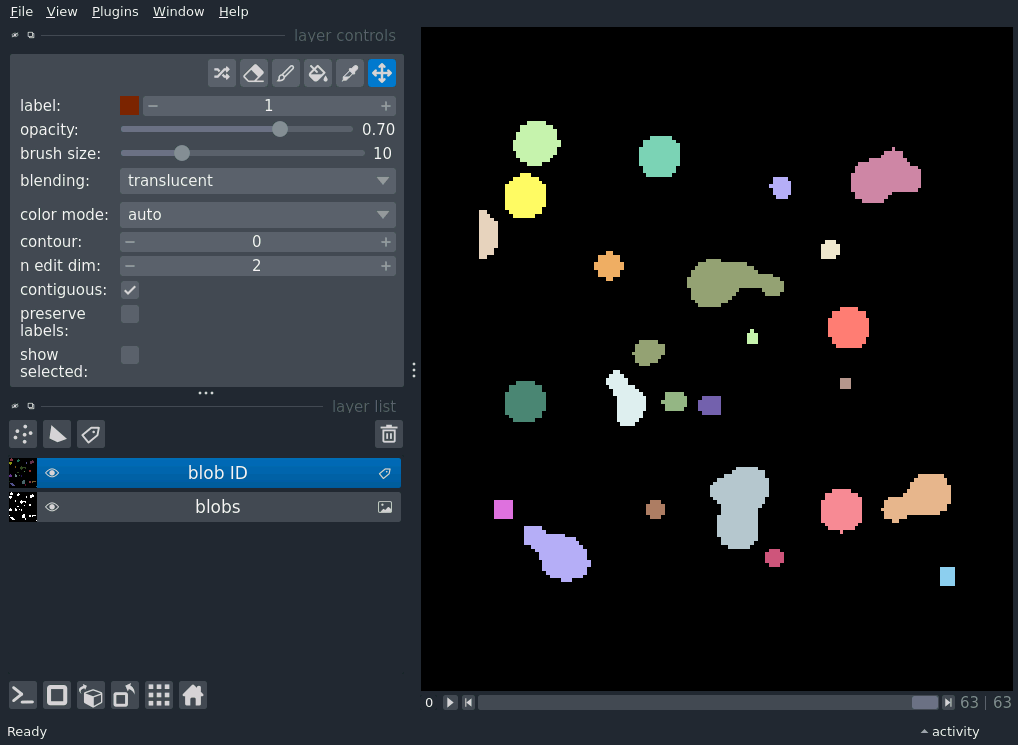 File View Plugins Window Help
layer controls
label: 1
opacity: 0.70
brush size: 10
blending: translucent
color mode: auto
contour: 0
n edit dim: 2
contiguous:
preserve
labels:
show
selected:
layer list
blob ID
blobs
0 63 | 63
Ready activity